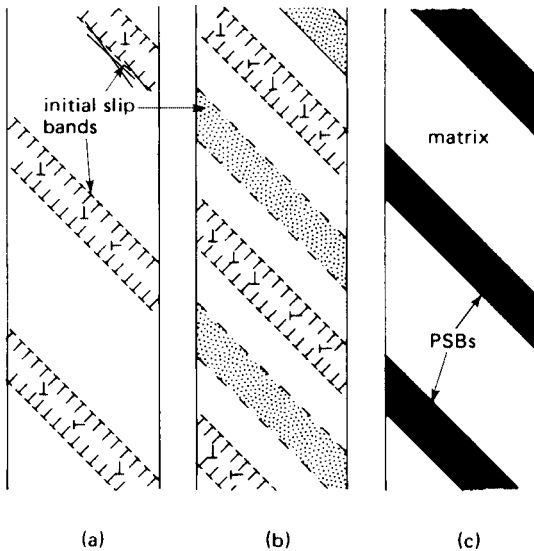 initial slip
bands
matrix
PSBs
(a)
(b)
(c)